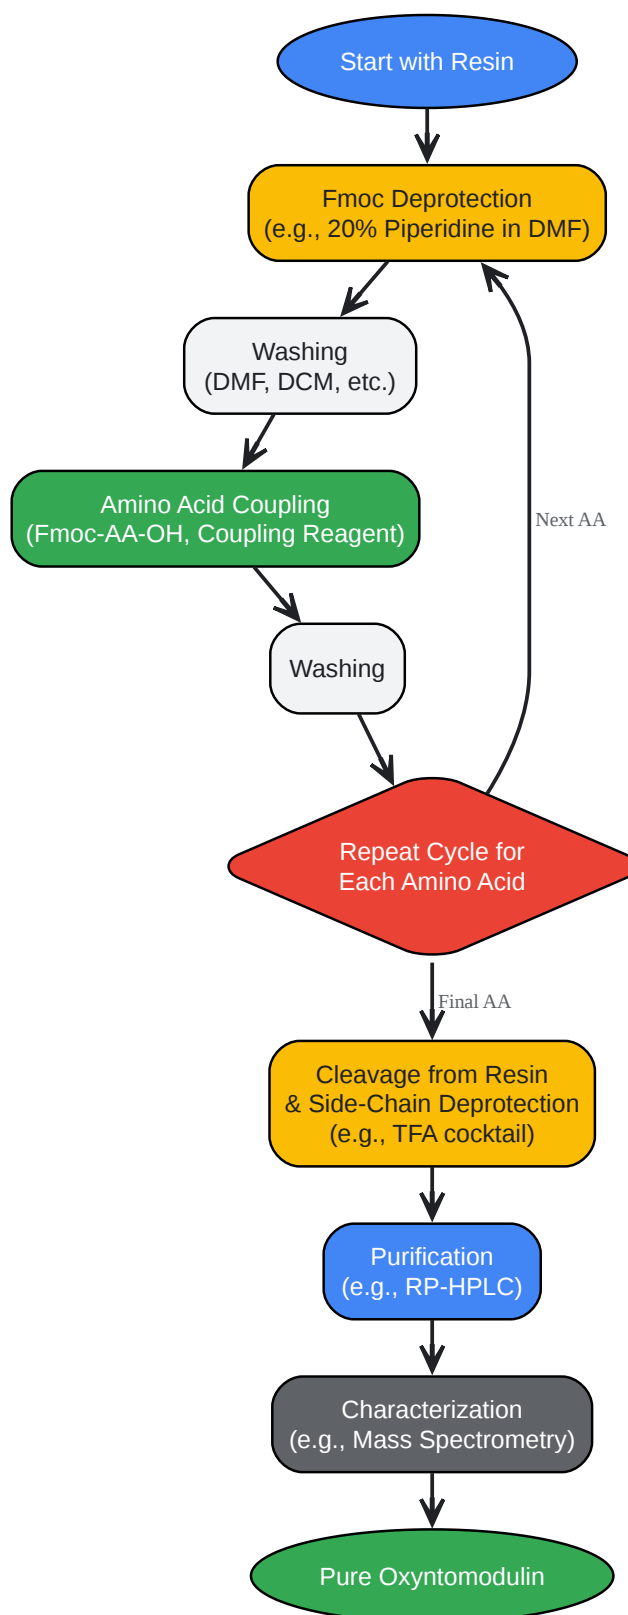 Start with Resin
Fmoc Deprotection
(e.g., 20% Piperidine in DMF)
Washing
(DMF, DCM, etc.)
Amino Acid Coupling
(Fmoc-AA-OH, Coupling Reagent)
Next AA
Washing
Repeat Cycle for
Each Amino Acid
Final AA
Cleavage from Resin
& Side-Chain Deprotection
(e.g., TFA cocktail)
Purification
(e.g., RP-HPLC)
Characterization
(e.g., Mass Spectrometry)
Pure Oxyntomodulin